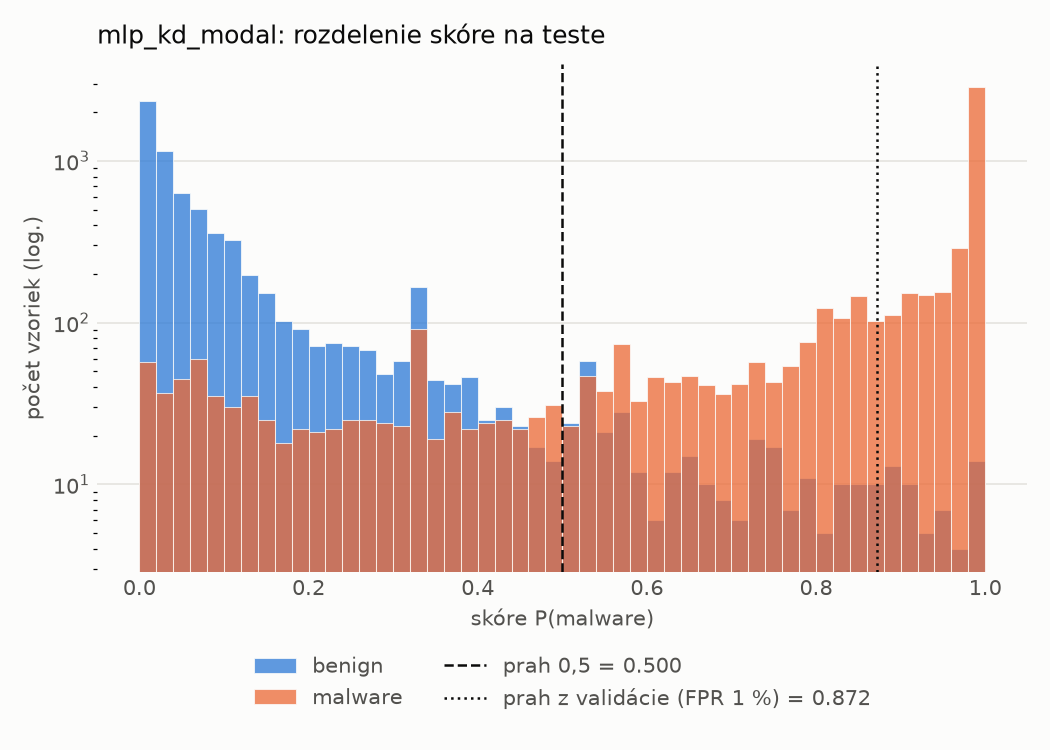 mlp_kd_modal: rozdelenie skóre na teste
počet vzoriek (log.)
10³
10²
10¹
0.0 0.2 0.4 0.6 0.8 1.0
skóre P(malware)
benign
malware
prah 0,5 = 0.500
prah z validácie (FPR 1 %) = 0.872